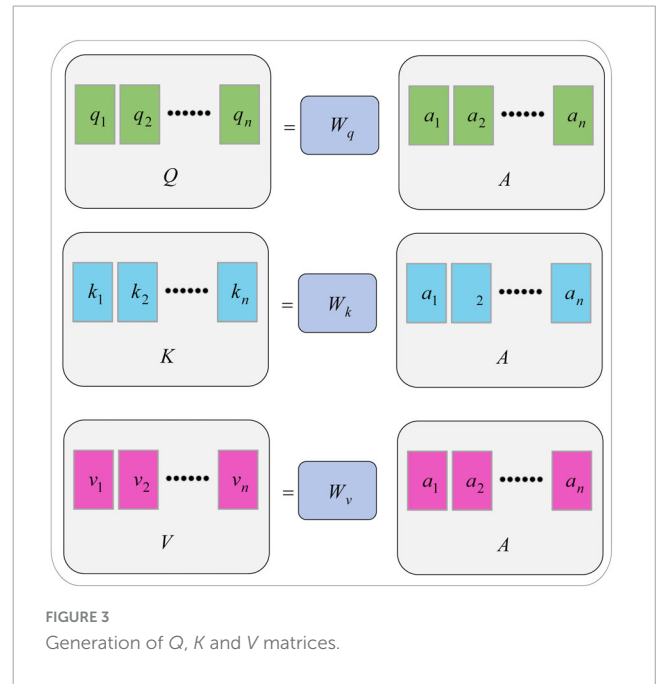 q1 q2 •••••• qn = Wq a1 a2 •••••• an
Q A
k1 k2 •••••• kn = Wk a1 2 •••••• an
K A
v1 v2 •••••• vn = Wv a1 a2 •••••• an
V A
FIGURE 3
Generation of Q, K and V matrices.